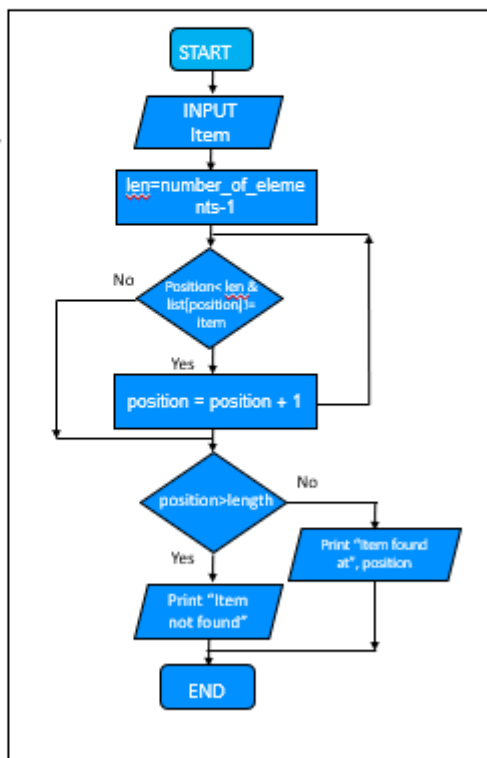 START
INPUT
Item
len=number_of_eleme
nts-1
No
Position< len &
list[position]!=
item
Yes
position = position + 1
position>length
No
Yes
Print "Item found
at", position
Print "Item
not found"
END